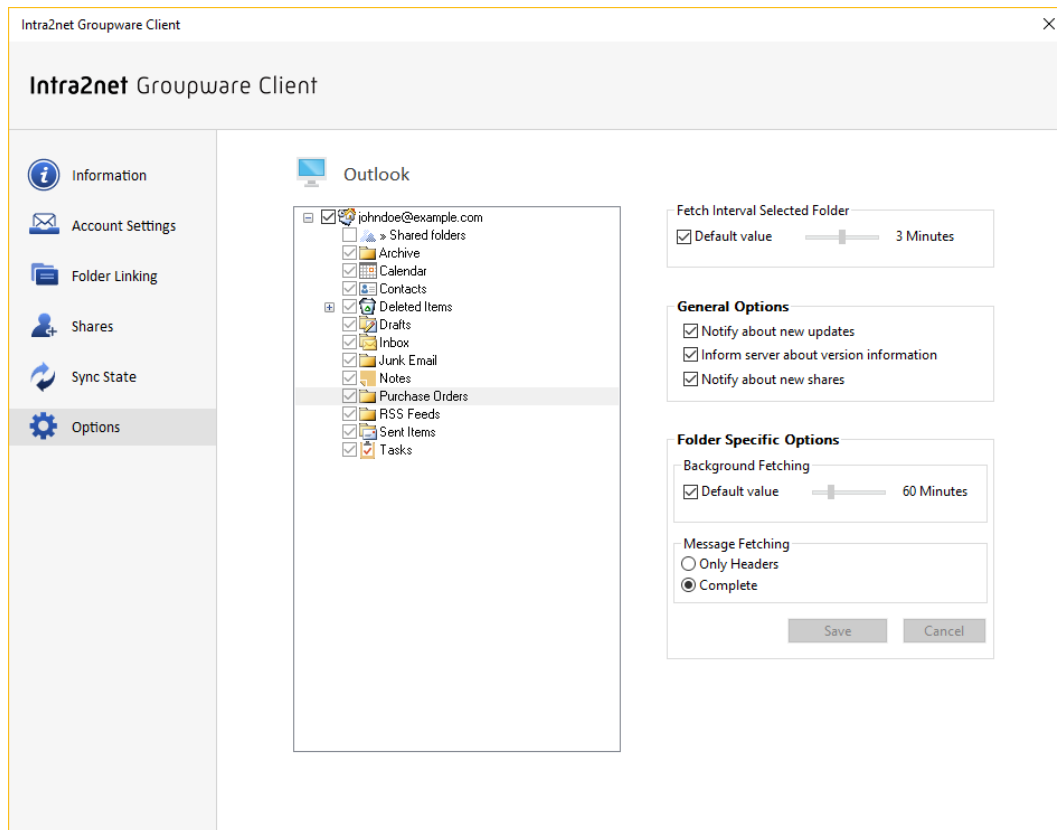 Intra2net Groupware Client
Intra2net Groupware Client
Information
Account Settings
Folder Linking
Shares
Sync State
Options
Outlook
johndoe@example.com
» Shared folders
Archive
Calendar
Contacts
Deleted Items
Drafts
Inbox
Junk Email
Notes
Purchase Orders
RSS Feeds
Sent Items
Tasks
Fetch Interval Selected Folder
Default value 3 Minutes
General Options
Notify about new updates
Inform server about version information
Notify about new shares
Folder Specific Options
Background Fetching
Default value 60 Minutes
Message Fetching
Only Headers
Complete
Save Cancel